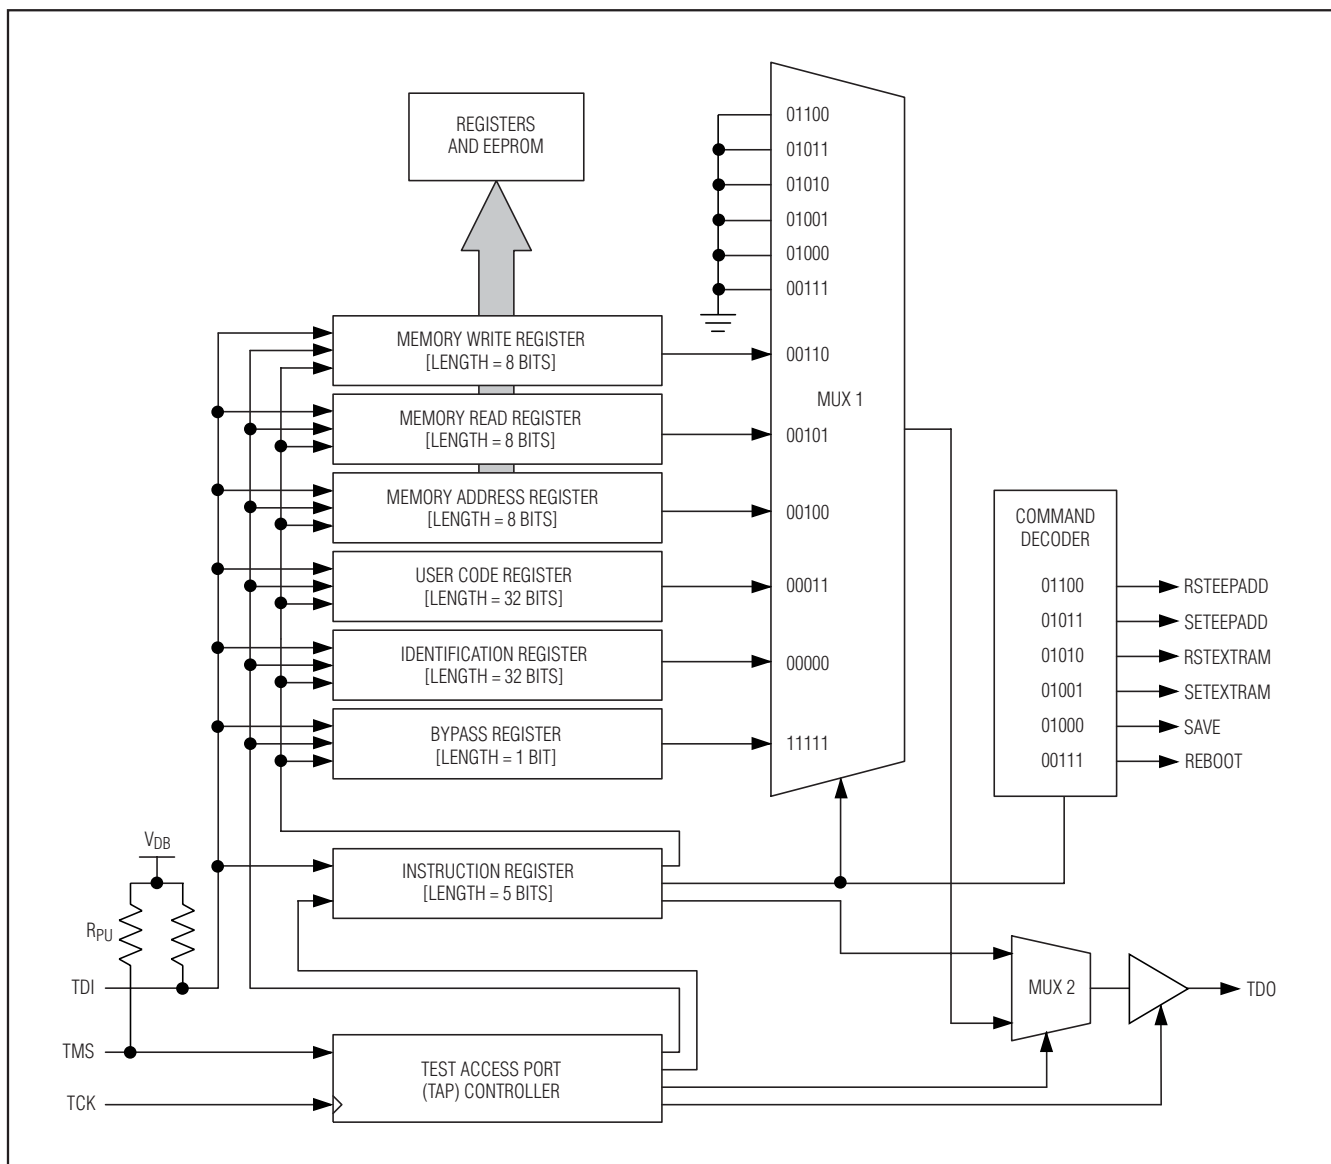 REGISTERS
AND EEPROM
01100
01011
01010
01001
01000
00111
MEMORY WRITE REGISTER
[LENGTH = 8 BITS]
00110
MUX 1
MEMORY READ REGISTER
[LENGTH = 8 BITS]
00101
MEMORY ADDRESS REGISTER
[LENGTH = 8 BITS]
00100
USER CODE REGISTER
[LENGTH = 32 BITS]
00011
IDENTIFICATION REGISTER
[LENGTH = 32 BITS]
00000
BYPASS REGISTER
[LENGTH = 1 BIT]
11111
COMMAND
DECODER
01100 RSTEEPADD
01011 SETEEPADD
01010 RSTEXTRAM
01001 SETEXTRAM
01000 SAVE
00111 REBOOT
INSTRUCTION REGISTER
[LENGTH = 5 BITS]
VDB
RPU
TDI
TMS
TCK
TEST ACCESS PORT
(TAP) CONTROLLER
MUX 2
TDO